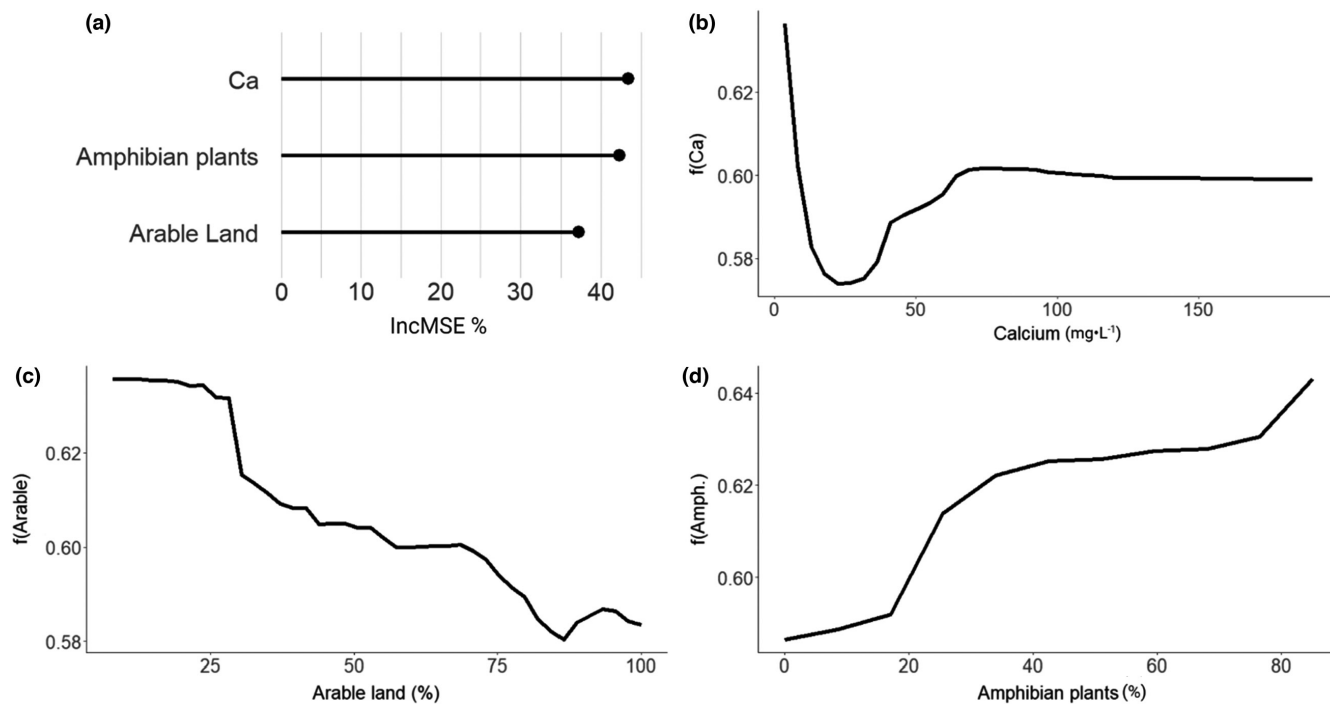 (a)
Ca
Amphibian plants
Arable Land
0 10 20 30 40
IncMSE %
(b)
0.62
0.60
0.58
f(Ca)
0 50 100 150
Calcium (mg•L⁻¹)
(c)
0.62
0.60
0.58
f(Arable)
25 50 75 100
Arable land (%)
(d)
0.64
0.62
0.60
f(Amph.)
0 20 40 60 80
Amphibian plants (%)